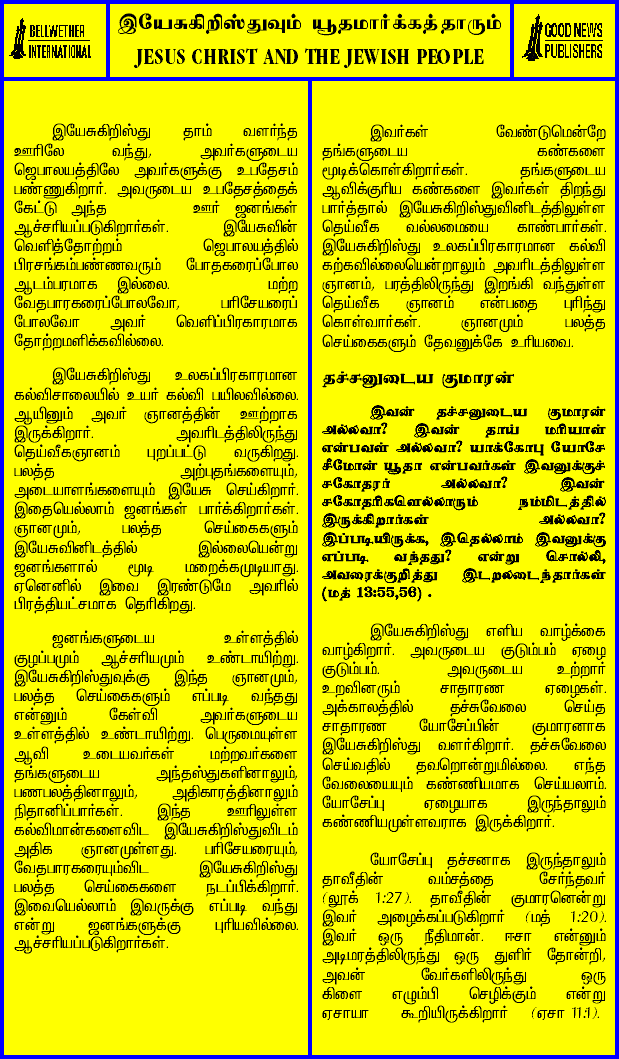 BELLWETHER
INTERNATIONAL
இயேசுகிறிஸ்துவும் யூதமார்க்கத்தாரும்
JESUS CHRIST AND THE JEWISH PEOPLE
GOOD NEWS
PUBLISHERS
இயேசுகிறிஸ்து தாம் வளர்ந்த
ஊரிலே வந்து, அவர்களுடைய
ஜெபாலயத்திலே அவர்களுக்கு உபதேசம்
பண்ணுகிறார். அவருடைய உபதேசத்தைக்
கேட்டு அந்த ஊர் ஜனங்கள்
ஆச்சரியப்படுகிறார்கள். இயேசுவின்
வெளித்தோற்றம் ஜெபாலயத்தில்
பிரசங்கம்பண்ணவரும் போதகரைப்போல
ஆடம்பரமாக இல்லை. மற்ற
வேதபாரகரைப்போலவோ, பரிசேயரைப்
போலவோ அவர் வெளிப்பிரகாரமாக
தோற்றமளிக்கவில்லை.
இயேசுகிறிஸ்து உலகப்பிரகாரமான
கல்விசாலையில் உயர் கல்வி பயிலவில்லை.
ஆயினும் அவர் ஞானத்தின் ஊற்றாக
இருக்கிறார். அவரிடத்திலிருந்து
தெய்வீகஞானம் புறப்பட்டு வருகிறது.
பலத்த அற்புதங்களையும்,
அடையாளங்களையும் இயேசு செய்கிறார்.
இதையெல்லாம் ஜனங்கள் பார்க்கிறார்கள்.
ஞானமும், பலத்த செய்கைகளும்
இயேசுவினிடத்தில் இல்லையென்று
ஜனங்களால் மூடி மறைக்கமுடியாது.
ஏனெனில் இவை இரண்டுமே அவரில்
பிரத்தியட்சமாக தெரிகிறது.
ஜனங்களுடைய உள்ளத்தில்
குழப்பமும் ஆச்சரியமும் உண்டாயிற்று.
இயேசுகிறிஸ்துவுக்கு இந்த ஞானமும்,
பலத்த செய்கைகளும் எப்படி வந்தது
என்னும் கேள்வி அவர்களுடைய
உள்ளத்தில் உண்டாயிற்று. பெருமையுள்ள
ஆவி உடையவர்கள் மற்றவர்களை
தங்களுடைய அந்தஸ்துகளினாலும்,
பணபலத்தினாலும், அதிகாரத்தினாலும்
நிதானிப்பார்கள். இந்த ஊரிலுள்ள
கல்விமான்களைவிட இயேசுகிறிஸ்துவிடம்
அதிக ஞானமுள்ளது. பரிசேயரையும்,
வேதபாரகரையும்விட இயேசுகிறிஸ்து
பலத்த செய்கைகளை நடப்பிக்கிறார்.
இவையெல்லாம் இவருக்கு எப்படி வந்து
என்று ஜனங்களுக்கு புரியவில்லை.
ஆச்சரியப்படுகிறார்கள்.
இவர்கள் வேண்டுமென்றே
தங்களுடைய கண்களை
மூடிக்கொள்கிறார்கள். தங்களுடைய
ஆவிக்குரிய கண்களை இவர்கள் திறந்து
பார்த்தால் இயேசுகிறிஸ்துவினிடத்திலுள்ள
தெய்வீக வல்லமையை காண்பார்கள்.
இயேசுகிறிஸ்து உலகப்பிரகாரமான கல்வி
கற்கவில்லையென்றாலும் அவரிடத்திலுள்ள
ஞானம், பரத்திலிருந்து இறங்கி வந்துள்ள
தெய்வீக ஞானம் என்பதை புரிந்து
கொள்வார்கள். ஞானமும் பலத்த
செய்கைகளும் தேவனுக்கே உரியவை.
தச்சனுடைய குமாரன்
இவன் தச்சனுடைய குமாரன்
அல்லவா? இவன் தாய் மரியாள்
என்பவள் அல்லவா? யாக்கோபு யோசே
சீமோன் யூதா என்பவர்கள் இவனுக்குச்
சகோதரர் அல்லவா? இவன்
சகோதரிகளெல்லாரும் நம்மிடத்தில்
இருக்கிறார்கள் அல்லவா?
இப்படியிருக்க, இதெல்லாம் இவனுக்கு
எப்படி வந்தது? என்று சொல்லி,
அவரைக்குறித்து இடறலடைந்தார்கள்
(மத் 13:55,56) .
இயேசுகிறிஸ்து எளிய வாழ்க்கை
வாழ்கிறார். அவருடைய குடும்பம் ஏழை
குடும்பம். அவருடைய உற்றார்
உறவினரும் சாதாரண ஏழைகள்.
அக்காலத்தில் தச்சுவேலை செய்த
சாதாரண யோசேப்பின் குமாரனாக
இயேசுகிறிஸ்து வளர்கிறார். தச்சுவேலை
செய்வதில் தவறொன்றுமில்லை. எந்த
வேலையையும் கண்ணியமாக செய்யலாம்.
யோசேப்பு ஏழையாக இருந்தாலும்
கண்ணியமுள்ளவராக இருக்கிறார்.
யோசேப்பு தச்சனாக இருந்தாலும்
தாவீதின் வம்சத்தை சேர்ந்தவர்
(லூக் 1:27). தாவீதின் குமாரனென்று
இவர் அழைக்கப்படுகிறார் (மத் 1:20).
இவர் ஒரு நீதிமான். ஈசா என்னும்
அடிமரத்திலிருந்து ஒரு துளிர் தோன்றி,
அவன் வேர்களிலிருந்து ஒரு
கிளை எழும்பி செழிக்கும் என்று
ஏசாயா கூறியிருக்கிறார் (ஏசா 11:1).